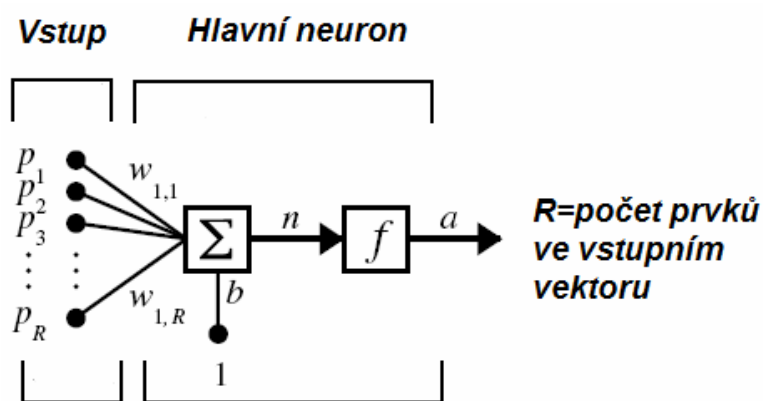 Vstup
Hlavní neuron
p1
p2
p3
pR
w1,1
w1,R
Σ
n
f
a
b
1
R=počet prvků
ve vstupním
vektoru